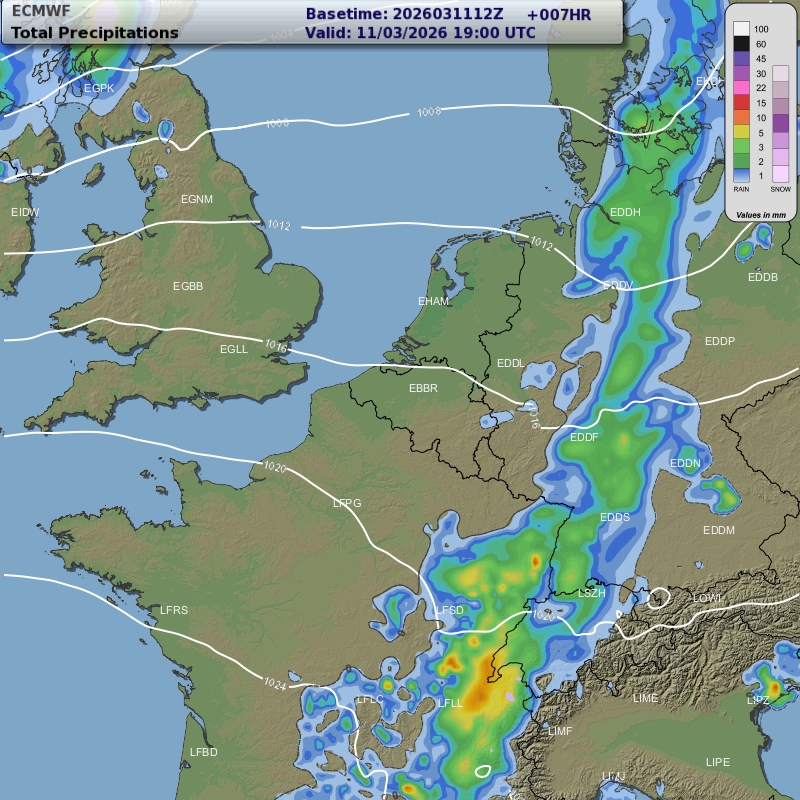 ECMWF
Basetime: 2026031112Z +007HR
Total Precipitations
Valid: 11/03/2026 19:00 UTC
100
60
45
30
22
15
10
5
3
2
1
RAIN SNOW
Values in mm
1004
EGPK
1008
1008
EIDW
EGNM
EDDH
1012
1012
EGBB
EDDV
EDDB
EHAM
EGLL
1016
EDDP
EDDL
EBBR
1016
EDDF
1020
EDDN
LFPG
EDDS
EDDM
LFRS
LFSD
LSZH
LOWI
1020
1024
LFLC
LFLL
LIME
LIPZ
LIMF
LFBD
LIPE